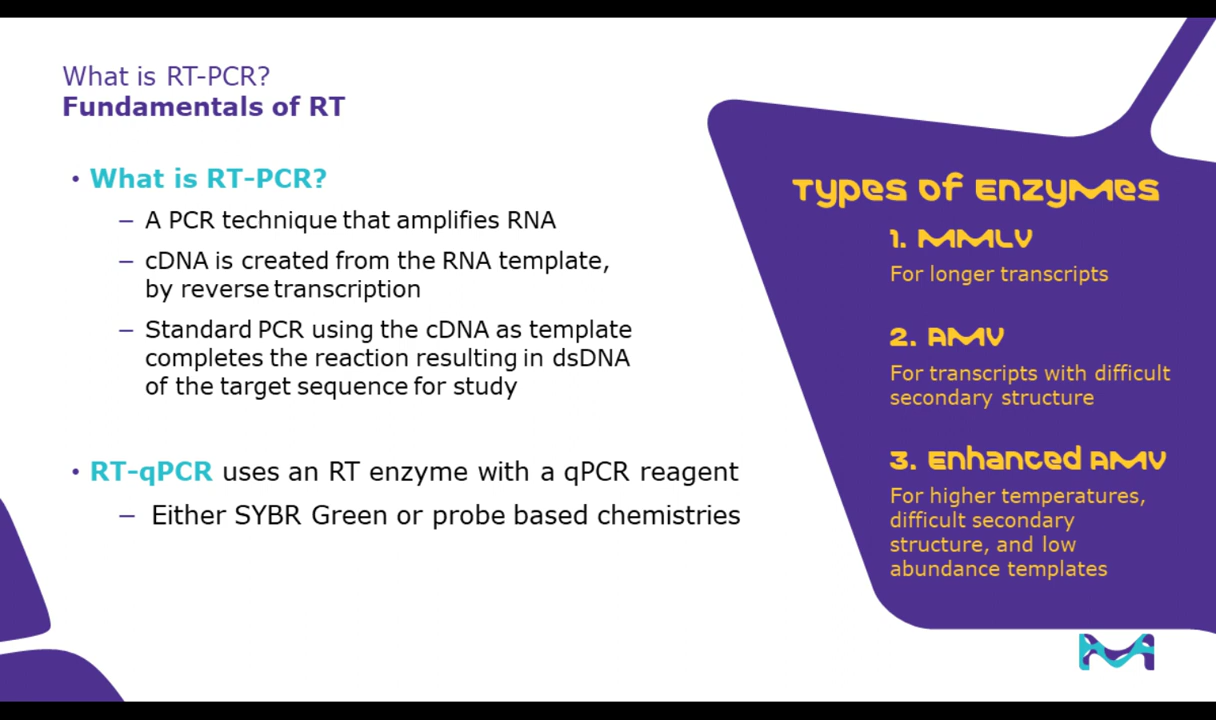 What is RT-PCR?
Fundamentals of RT
• What is RT-PCR?
– A PCR technique that amplifies RNA
– cDNA is created from the RNA template,
by reverse transcription
– Standard PCR using the cDNA as template
completes the reaction resulting in dsDNA
of the target sequence for study
• RT-qPCR uses an RT enzyme with a qPCR reagent
– Either SYBR Green or probe based chemistries
Types of Enzymes
1. MMLV
For longer transcripts
2. AMV
For transcripts with difficult
secondary structure
3. Enhanced AMV
For higher temperatures,
difficult secondary
structure, and low
abundance templates
M